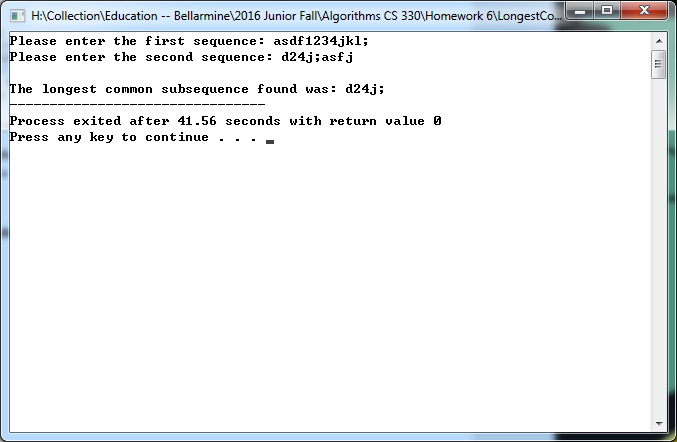 H:\Collection\Education -- Bellarmine\2016 Junior Fall\Algorithms CS 330\Homework 6\LongestCo...
Please enter the first sequence: asdf1234jkl;
Please enter the second sequence: d24j;asfj
The longest common subsequence found was: d24j;
--------------------------------
Process exited after 41.56 seconds with return value 0
Press any key to continue . . .